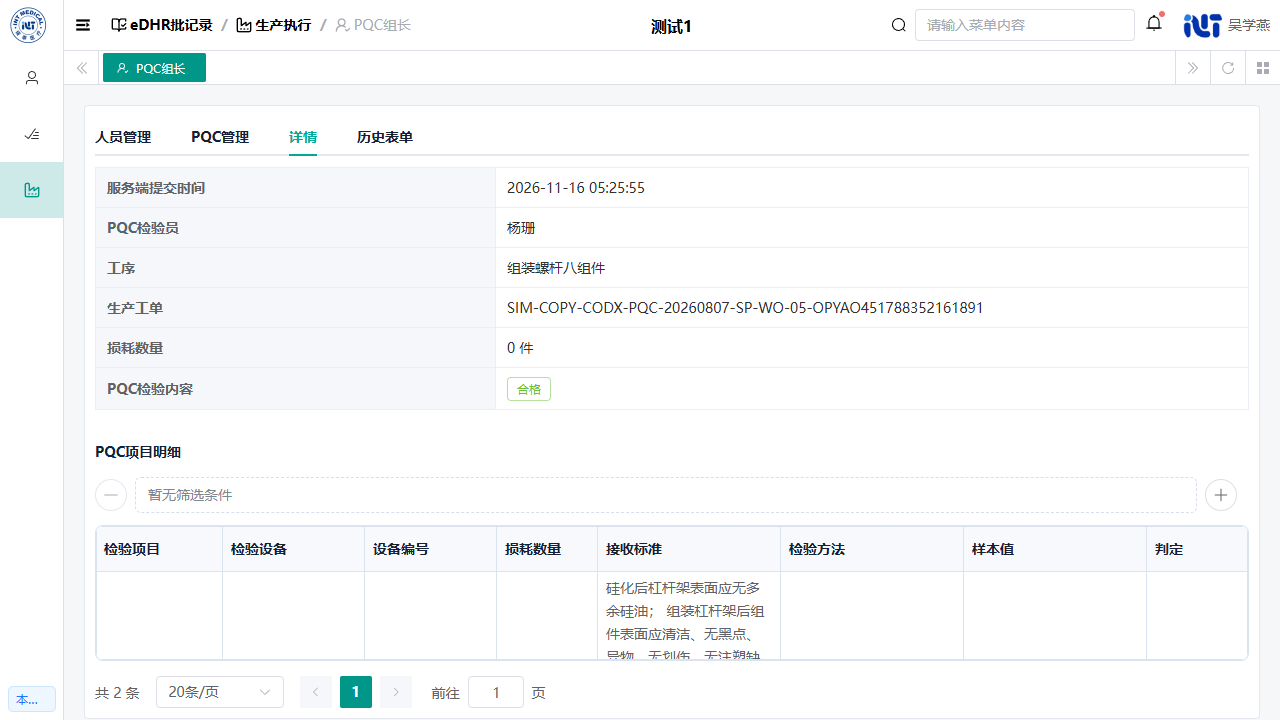 eDHR批记录 / 生产执行 / PQC组长
测试1
请输入菜单内容
吴学燕
PQC组长
人员管理
PQC管理
详情
历史表单
服务端提交时间
2026-11-16 05:25:55
PQC检验员
杨珊
工序
组装螺杆八组件
生产工单
SIM-COPY-CODX-PQC-20260807-SP-WO-05-OPYAO451788352161891
损耗数量
0 件
PQC检验内容
合格
PQC项目明细
暂无筛选条件
检验项目
检验设备
设备编号
损耗数量
接收标准
检验方法
样本值
判定
硅化后杠杆架表面应无多
余硅油； 组装杠杆架后组
件表面应清洁、无黑点、
异物、无划伤、无注塑缺
共 2 条
20条/页
1
前往
1
页
本...